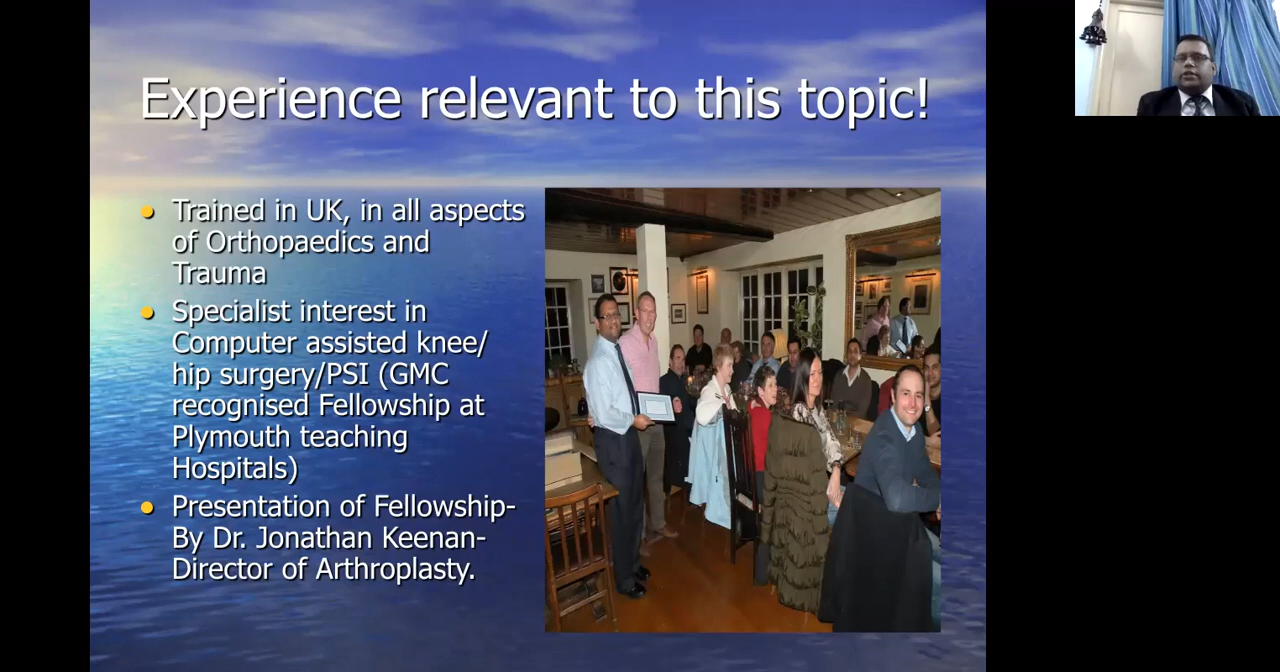 Experience relevant to this topic!
Trained in UK, in all aspects
of Orthopaedics and
Trauma
Specialist interest in
Computer assisted knee/
hip surgery/PSI (GMC
recognised Fellowship at
Plymouth teaching
Hospitals)
Presentation of Fellowship-
By Dr. Jonathan Keenan-
Director of Arthroplasty.